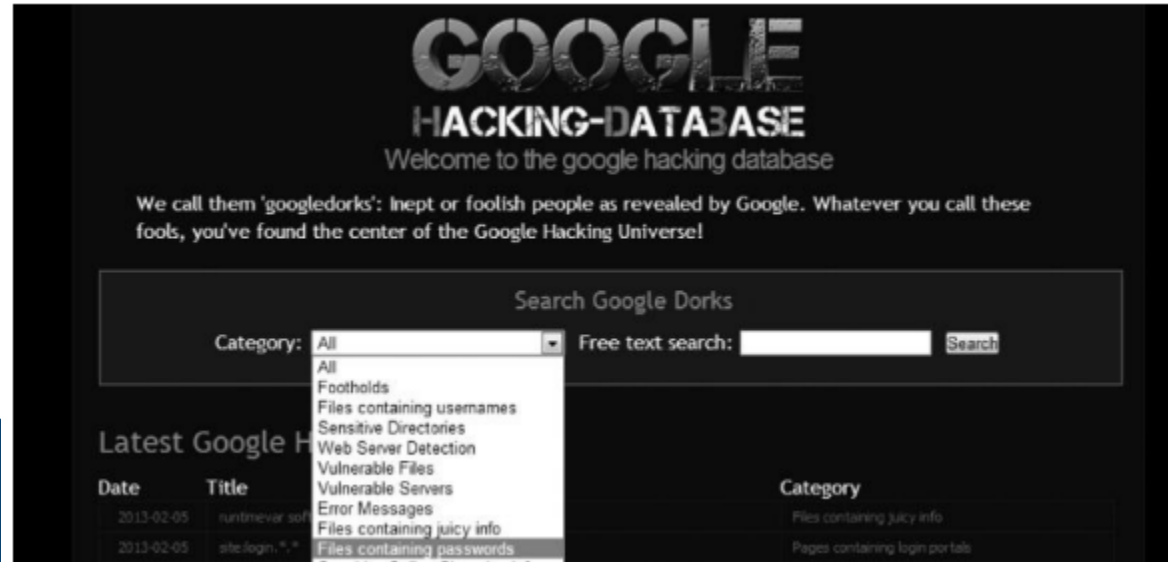 GOOGLE
HACKING-DATABASE
Welcome to the google hacking database
We call them 'googledorks': Inept or foolish people as revealed by Google. Whatever you call these
fools, you've found the center of the Google Hacking Universe!
Search Google Dorks
Category: All Free text search: Search
All
Footholds
Files containing usernames
Sensitive Directories
Web Server Detection
Vulnerable Files
Vulnerable Servers
Error Messages
Files containing juicy info
Files containing passwords
Latest Google H
Date Title Category
2013-02-05 runtimevar sof Files containing juicy info
2013-02-05 site:login.*.* Pages containing login portals